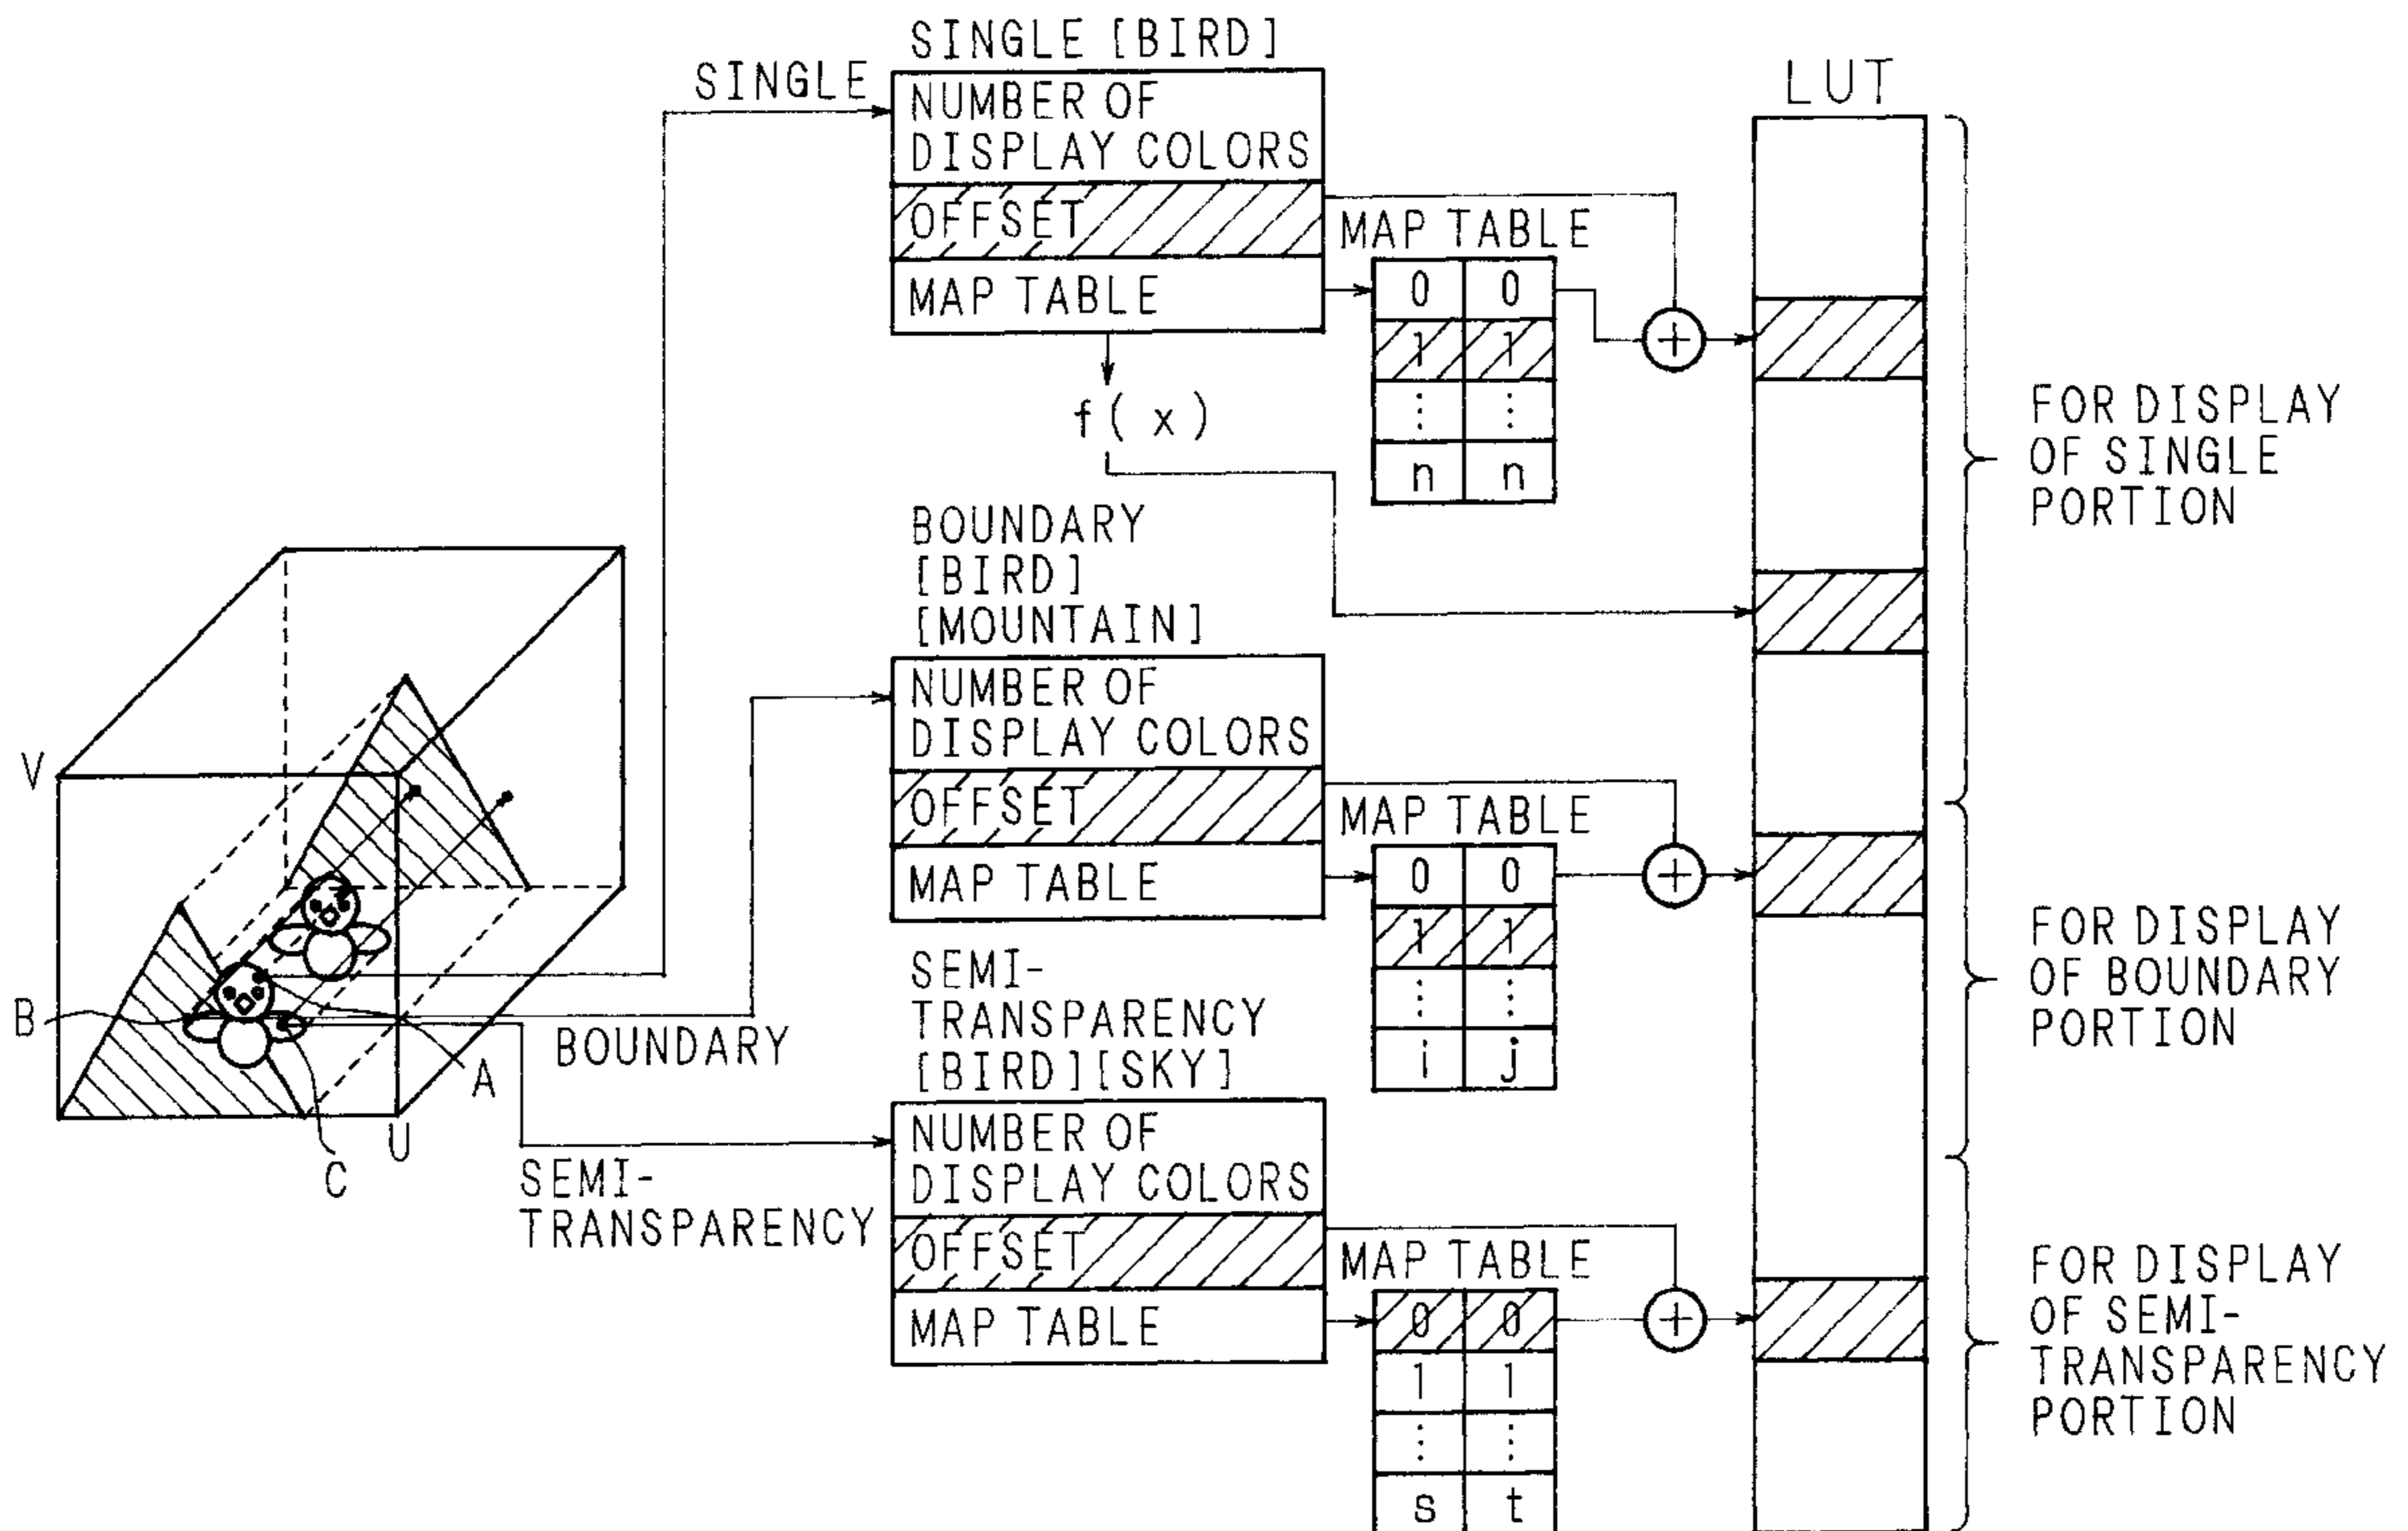 SINGLE [BIRD]
SINGLE
NUMBER OF
DISPLAY COLORS
OFFSET
MAP TABLE
f(x)
MAP TABLE
0 0
1 1
⋮ ⋮
n n
LUT
FOR DISPLAY
OF SINGLE
PORTION
BOUNDARY
[BIRD]
[MOUNTAIN]
NUMBER OF
DISPLAY COLORS
OFFSET
MAP TABLE
MAP TABLE
0 0
1 1
⋮ ⋮
i j
FOR DISPLAY
OF BOUNDARY
PORTION
V
B
BOUNDARY
A
U
C
SEMI-
TRANSPARENCY
SEMI-
TRANSPARENCY
[BIRD][SKY]
NUMBER OF
DISPLAY COLORS
OFFSET
MAP TABLE
MAP TABLE
0 0
1 1
⋮ ⋮
s t
FOR DISPLAY
OF SEMI-
TRANSPARENCY
PORTION